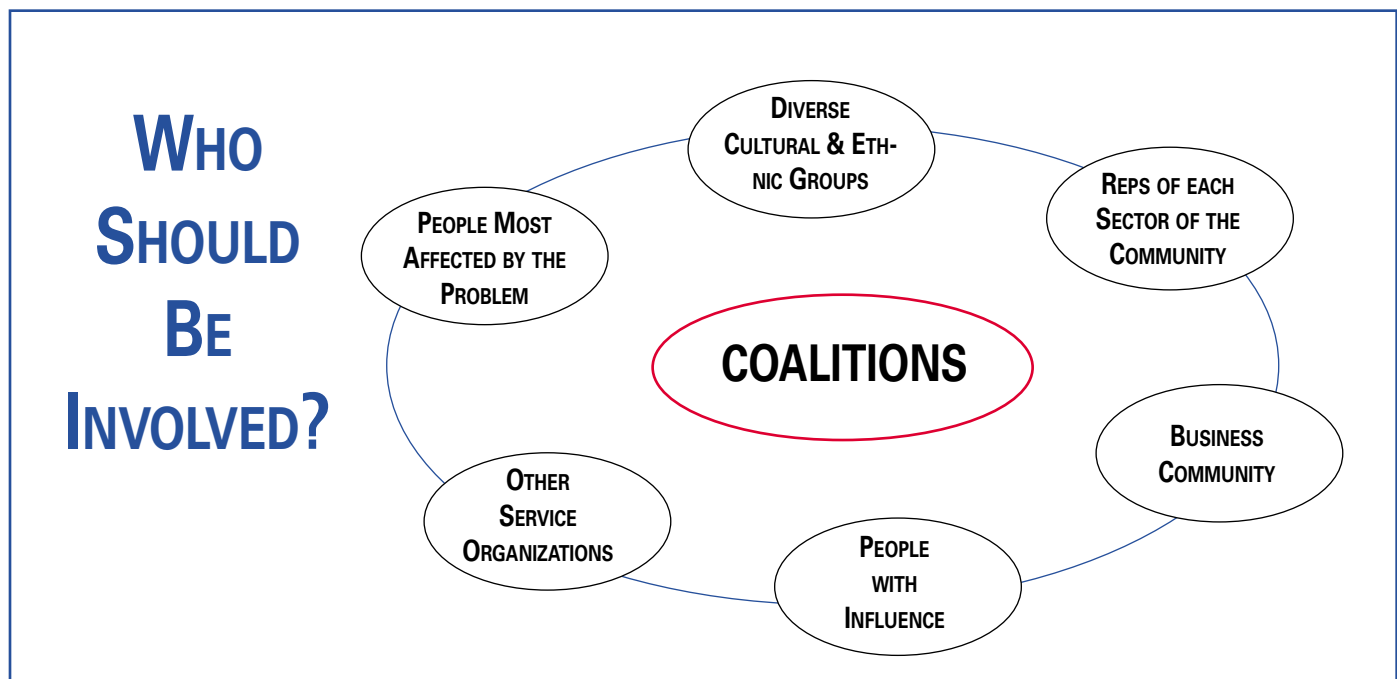 WHO
SHOULD
BE
INVOLVED?
DIVERSE
CULTURAL & ETH-
NIC GROUPS
REPS OF EACH
SECTOR OF THE
COMMUNITY
PEOPLE MOST
AFFECTED BY THE
PROBLEM
COALITIONS
BUSINESS
COMMUNITY
OTHER
SERVICE
ORGANIZATIONS
PEOPLE
WITH
INFLUENCE